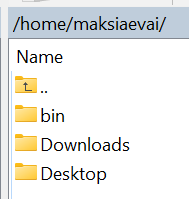 /home/maksiaevai/
Name
..
bin
Downloads
Desktop